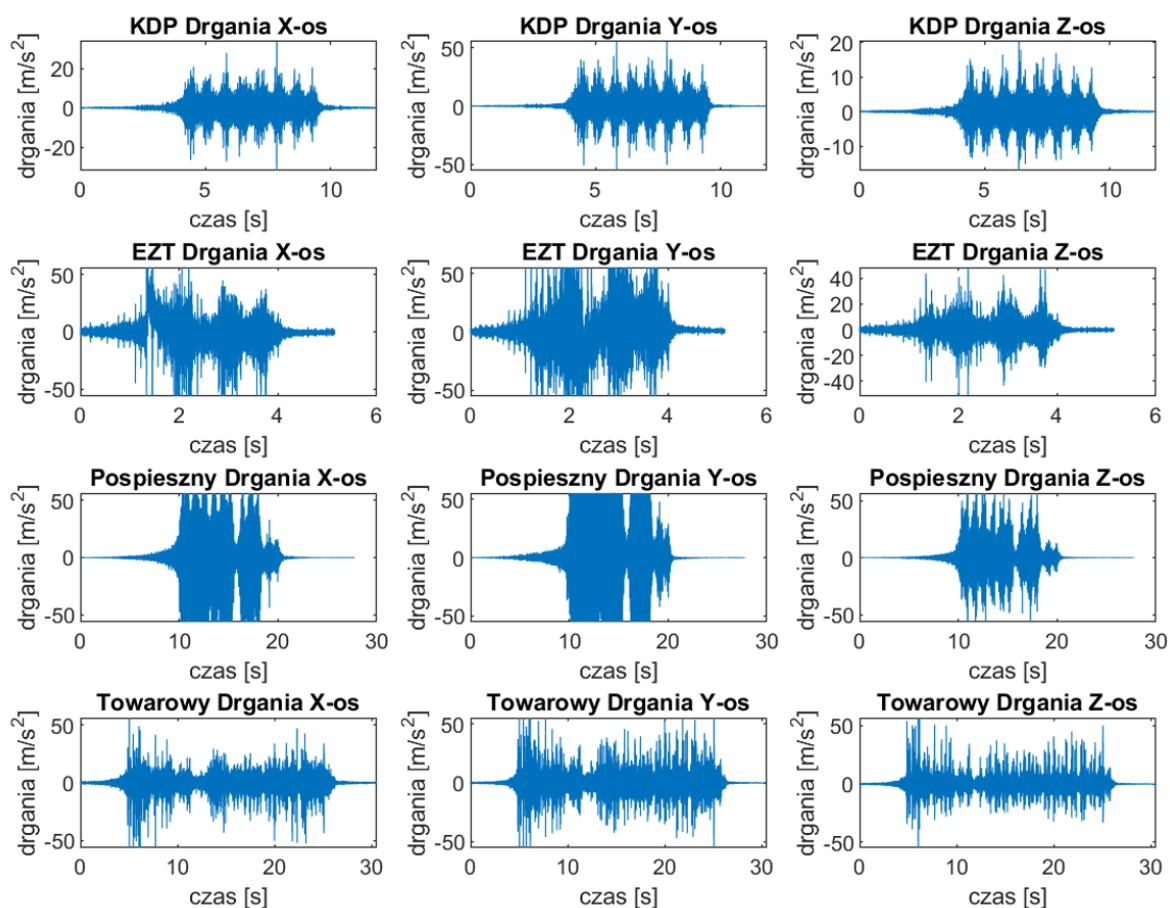 KDP Drgania X-os KDP Drgania Y-os KDP Drgania Z-os
drgania [m/s²] 20 0 -20 drgania [m/s²] 50 0 -50 drgania [m/s²] 20 10 0 -10
0 5 10 0 5 10 0 5 10
czas [s] czas [s] czas [s]
EZT Drgania X-os EZT Drgania Y-os EZT Drgania Z-os
drgania [m/s²] 50 0 -50 drgania [m/s²] 50 0 -50 drgania [m/s²] 40 20 0 -20 -40
0 2 4 6 0 2 4 6 0 2 4 6
czas [s] czas [s] czas [s]
Pospieszny Drgania X-os Pospieszny Drgania Y-os Pospieszny Drgania Z-os
drgania [m/s²] 50 0 -50 drgania [m/s²] 50 0 -50 drgania [m/s²] 50 0 -50
0 10 20 30 0 10 20 30 0 10 20 30
czas [s] czas [s] czas [s]
Towarowy Drgania X-os Towarowy Drgania Y-os Towarowy Drgania Z-os
drgania [m/s²] 50 0 -50 drgania [m/s²] 50 0 -50 drgania [m/s²] 50 0 -50
0 10 20 30 0 10 20 30 0 10 20 30
czas [s] czas [s] czas [s]